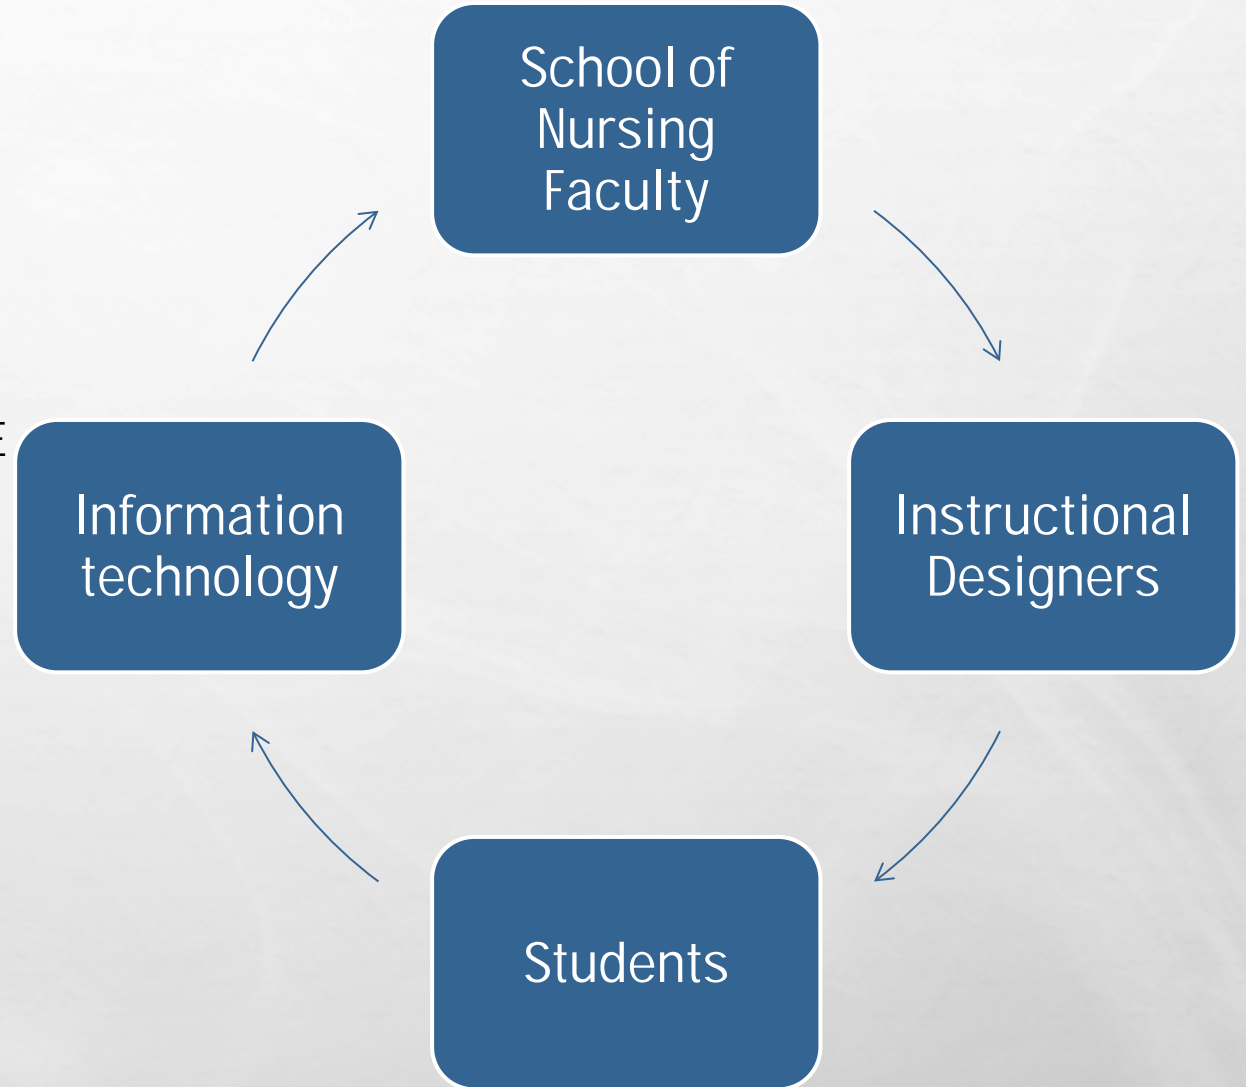 School of
Nursing
Faculty
E
Information
technology
Instructional
Designers
Students